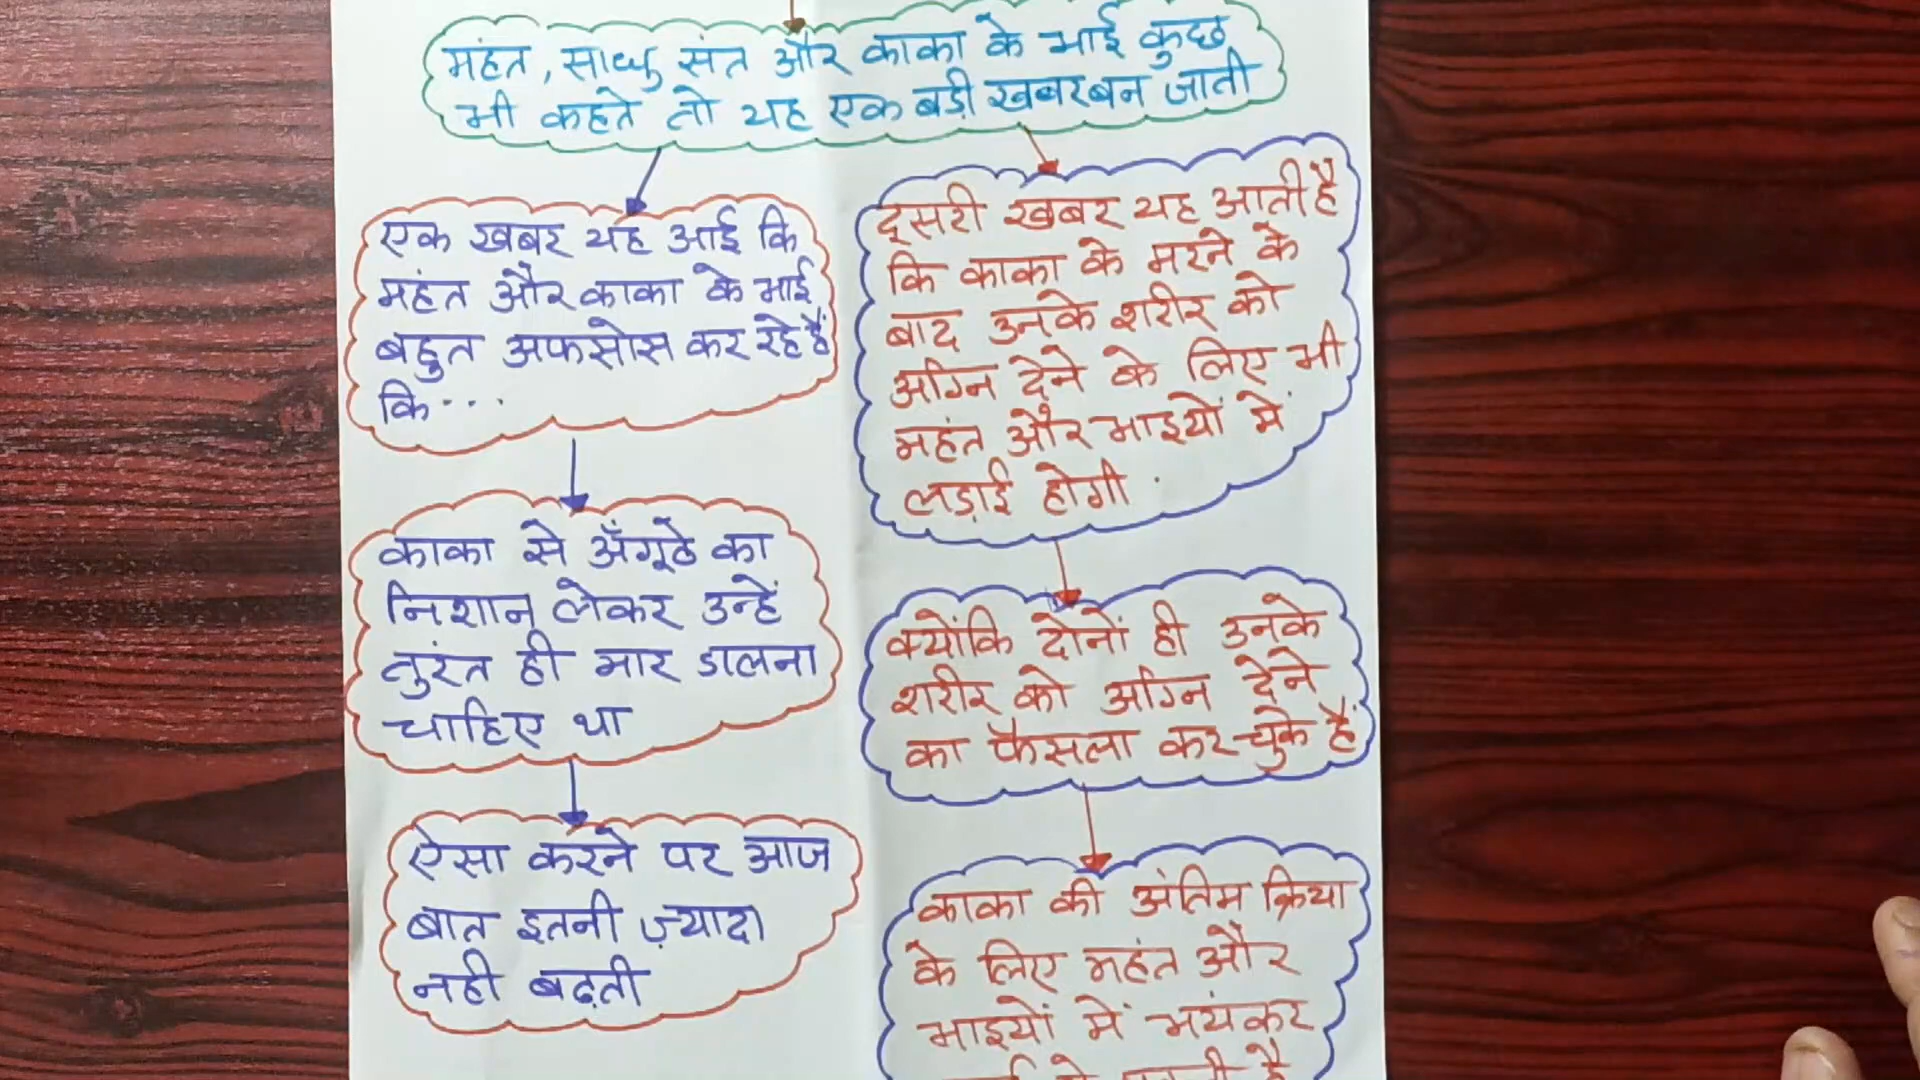 महंत, साधु संत और काका के भाई कुछ
भी कहते तो यह एक बड़ी खबर बन जाती
एक खबर यह आई कि
महंत और काका के भाई
बहुत अफसोस कर रहे हैं
कि...
काका से अँगूठे का
निशान लेकर उन्हें
तुरंत ही मार डालना
चाहिए था
ऐसा करने पर आज
बात इतनी ज़्यादा
नही बढ़ती
दूसरी खबर यह आती है
कि काका के मरने के
बाद उनके शरीर को
अग्नि देने के लिए भी
महंत और भाइयों में
लड़ाई होगी.
क्योंकि दोनों ही उनके
शरीर को अग्नि देने
का फैसला कर चुके हैं
काका की अंतिम क्रिया
के लिए महंत और
भाइयों में भयंकर